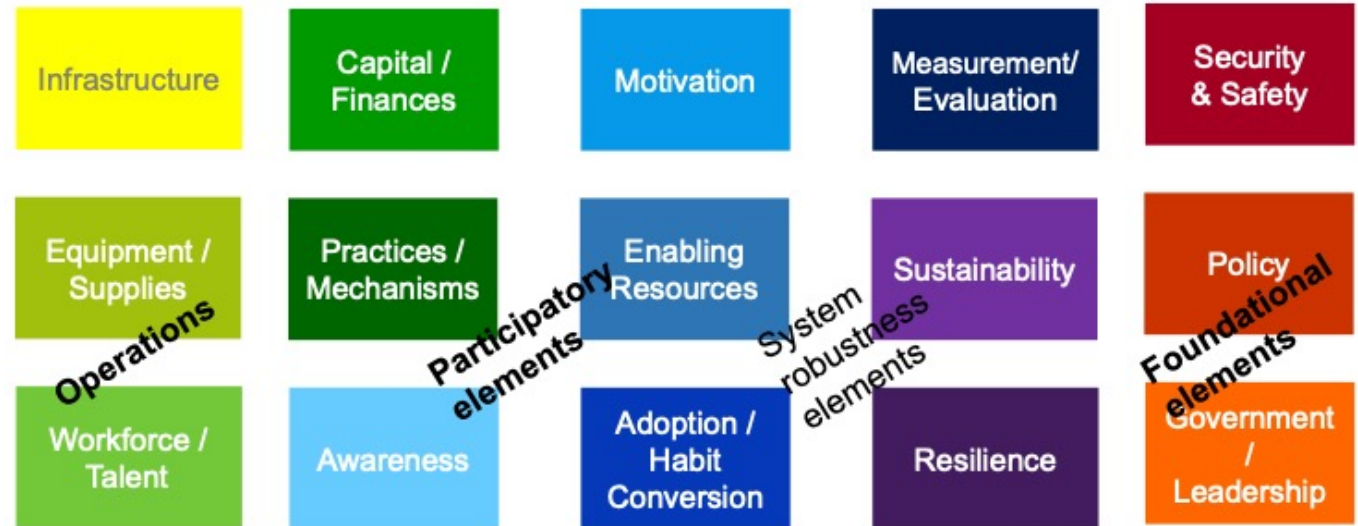 Infrastructure
Capital /
Finances
Motivation
Measurement/
Evaluation
Security
& Safety
Equipment /
Supplies
Practices /
Mechanisms
Enabling
Resources
Sustainability
Policy
Operations
Participatory
elements
System
robustness
elements
Foundational
elements
Workforce /
Talent
Awareness
Adoption /
Habit
Conversion
Resilience
Government
/
Leadership